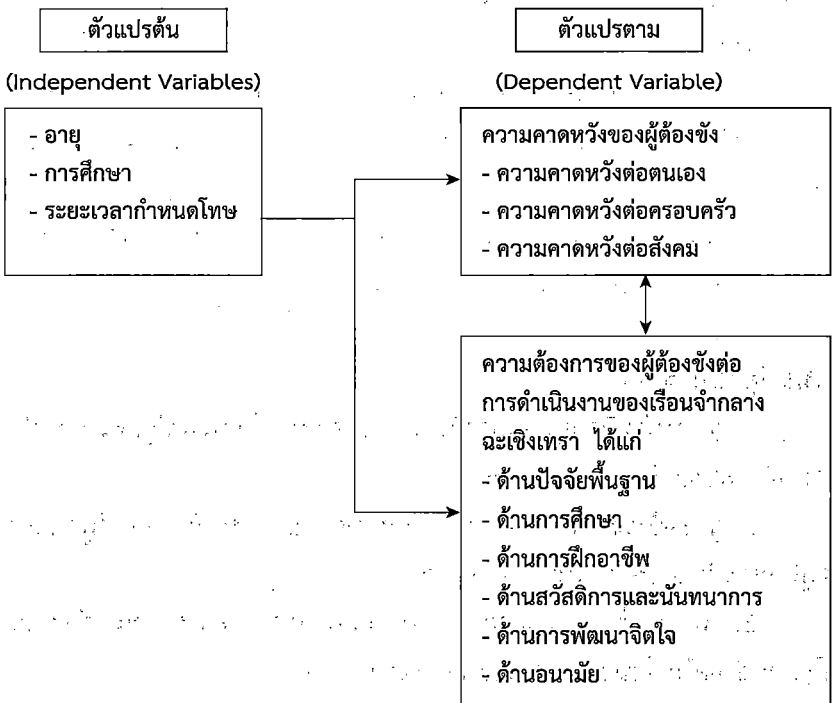 ตัวแปรต้น
(Independent Variables)
- อายุ
- การศึกษา
- ระยะเวลากำหนดโทษ
ตัวแปรตาม
(Dependent Variable)
ความคาดหวังของผู้ต้องขัง
- ความคาดหวังต่อตนเอง
- ความคาดหวังต่อครอบครัว
- ความคาดหวังต่อสังคม
ความต้องการของผู้ต้องขังต่อ
การดำเนินงานของเรือนจำกลาง
ฉะเชิงเทรา ได้แก่
- ด้านปัจจัยพื้นฐาน
- ด้านการศึกษา
- ด้านการฝึกอาชีพ
- ด้านสวัสดิการและนันทนาการ
- ด้านการพัฒนาจิตใจ
- ด้านอนามัย